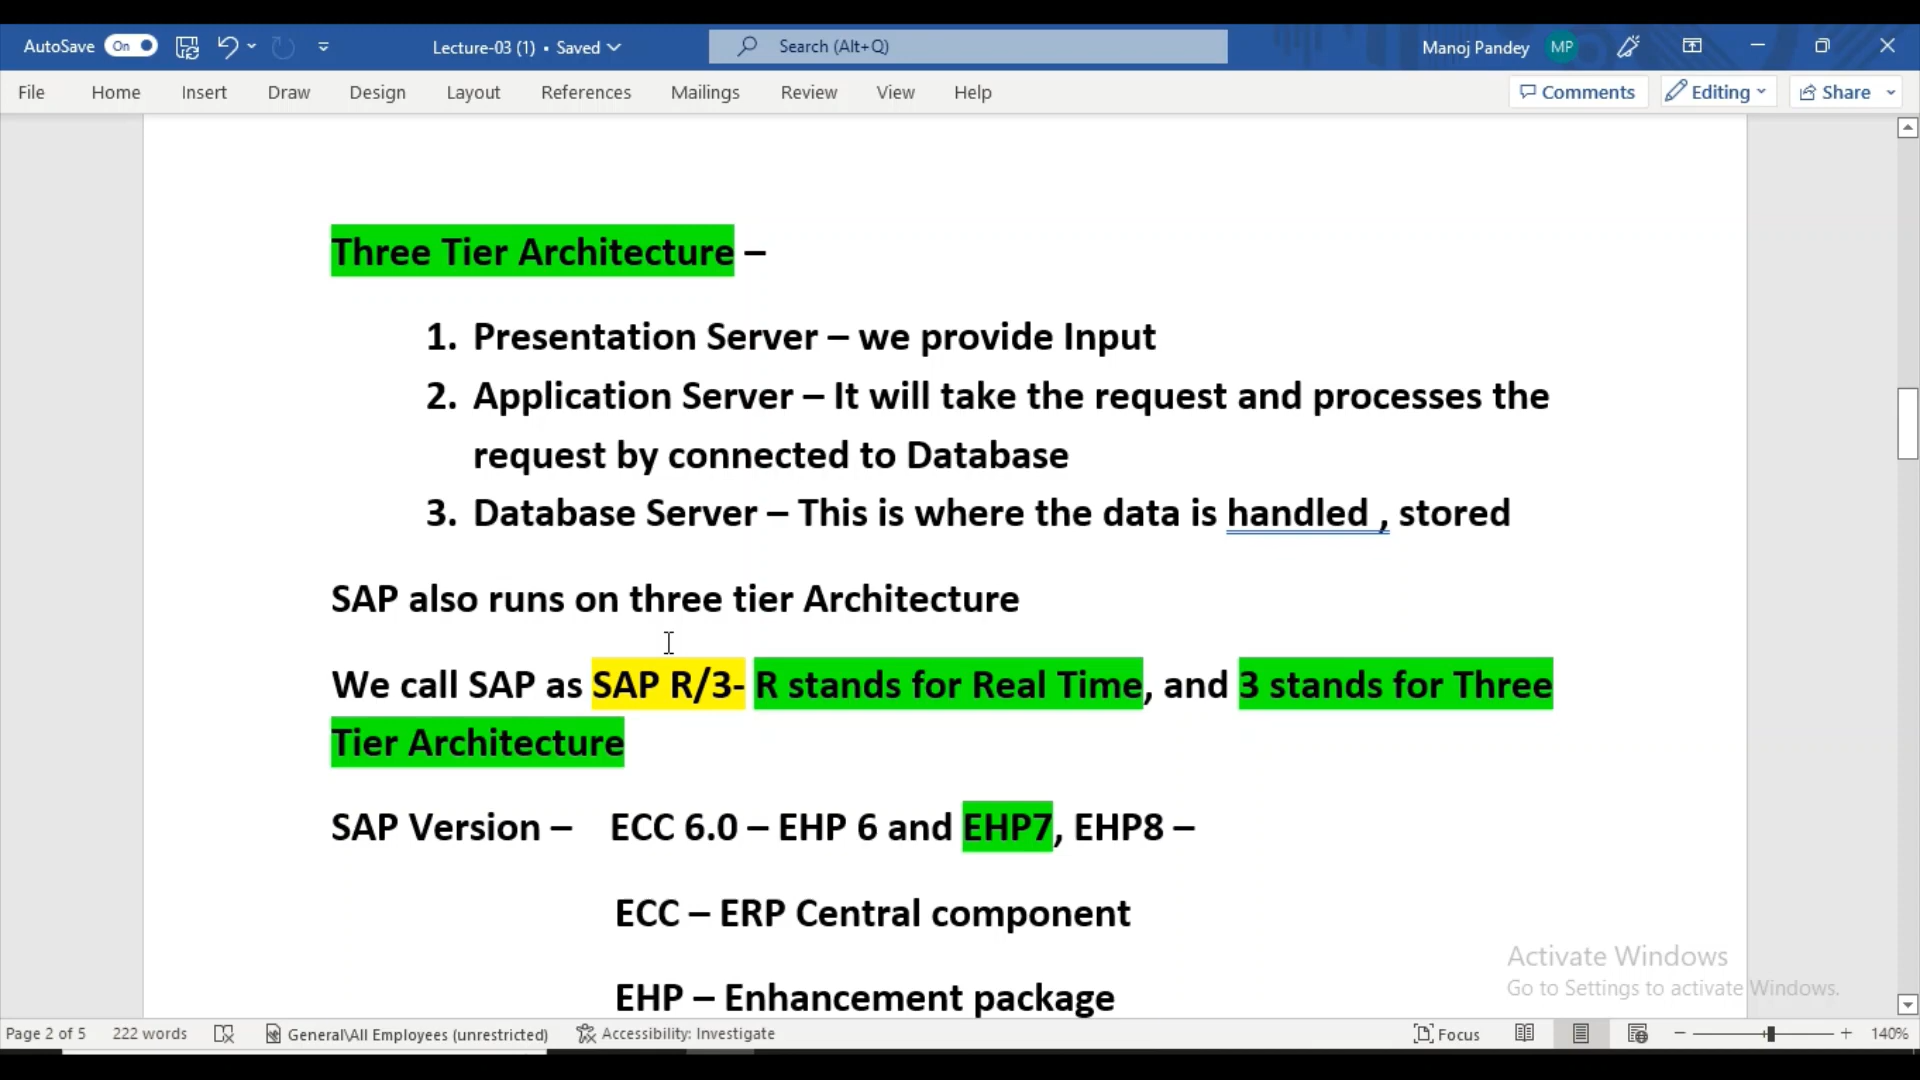 AutoSave On Lecture-03 (1) • Saved Search (Alt+Q) Manoj Pandey MP
File Home Insert Draw Design Layout References Mailings Review View Help Comments Editing Share
Three Tier Architecture –
1. Presentation Server – we provide Input
2. Application Server – It will take the request and processes the
request by connected to Database
3. Database Server – This is where the data is handled , stored
SAP also runs on three tier Architecture
We call SAP as SAP R/3- R stands for Real Time, and 3 stands for Three
Tier Architecture
SAP Version – ECC 6.0 – EHP 6 and EHP7, EHP8 –
ECC – ERP Central component
EHP – Enhancement package
Activate Windows
Go to Settings to activate Windows.
Page 2 of 5 222 words General\All Employees (unrestricted) Accessibility: Investigate Focus 140%